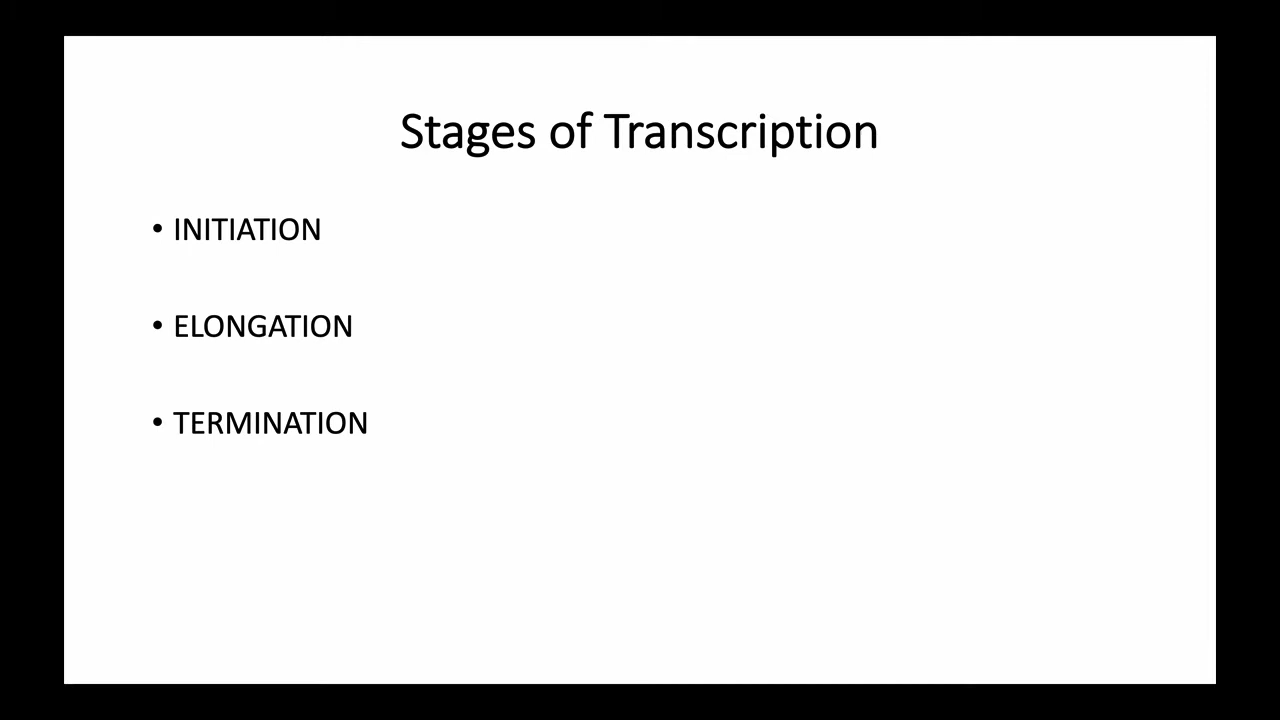 Stages of Transcription
• INITIATION
• ELONGATION
• TERMINATION